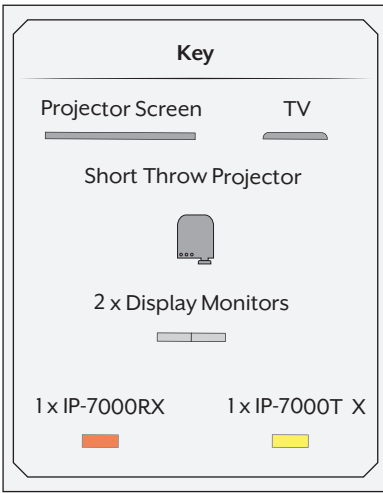 Key
Projector Screen TV
Short Throw Projector
2 x Display Monitors
1 x IP-7000RX 1 x IP-7000T X